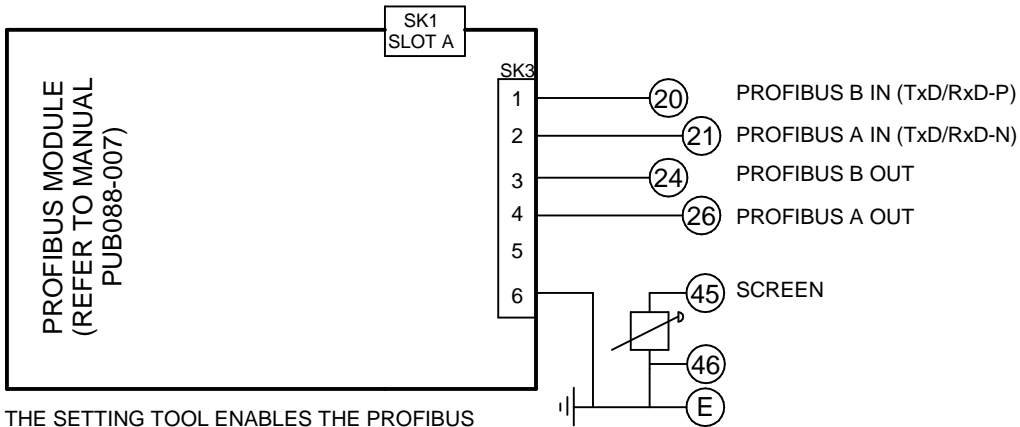 SK1
SLOT A
PROFIBUS MODULE
(REFER TO MANUAL
PUB088-007)
SK3
1
20
PROFIBUS B IN (TxD/RxD-P)
2
21
PROFIBUS A IN (TxD/RxD-N)
3
24
PROFIBUS B OUT
4
26
PROFIBUS A OUT
5
6
45
SCREEN
46
E
THE SETTING TOOL ENABLES THE PROFIBUS